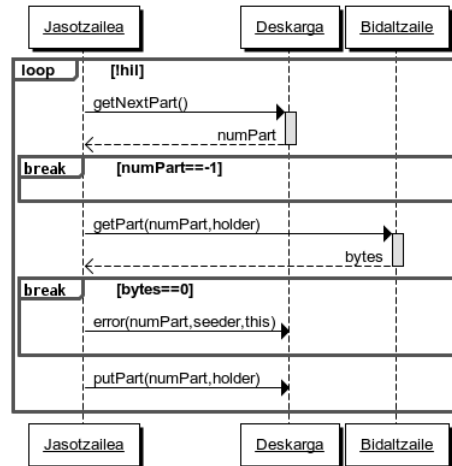 Jasotzailea Deskarga Bidaltzaile
loop [!hil]
getNextPart()
numPart
break [numPart==-1]
getPart(numPart,holder)
bytes
break [bytes==0]
error(numPart,seeder,this)
putPart(numPart,holder)
Jasotzailea Deskarga Bidaltzaile